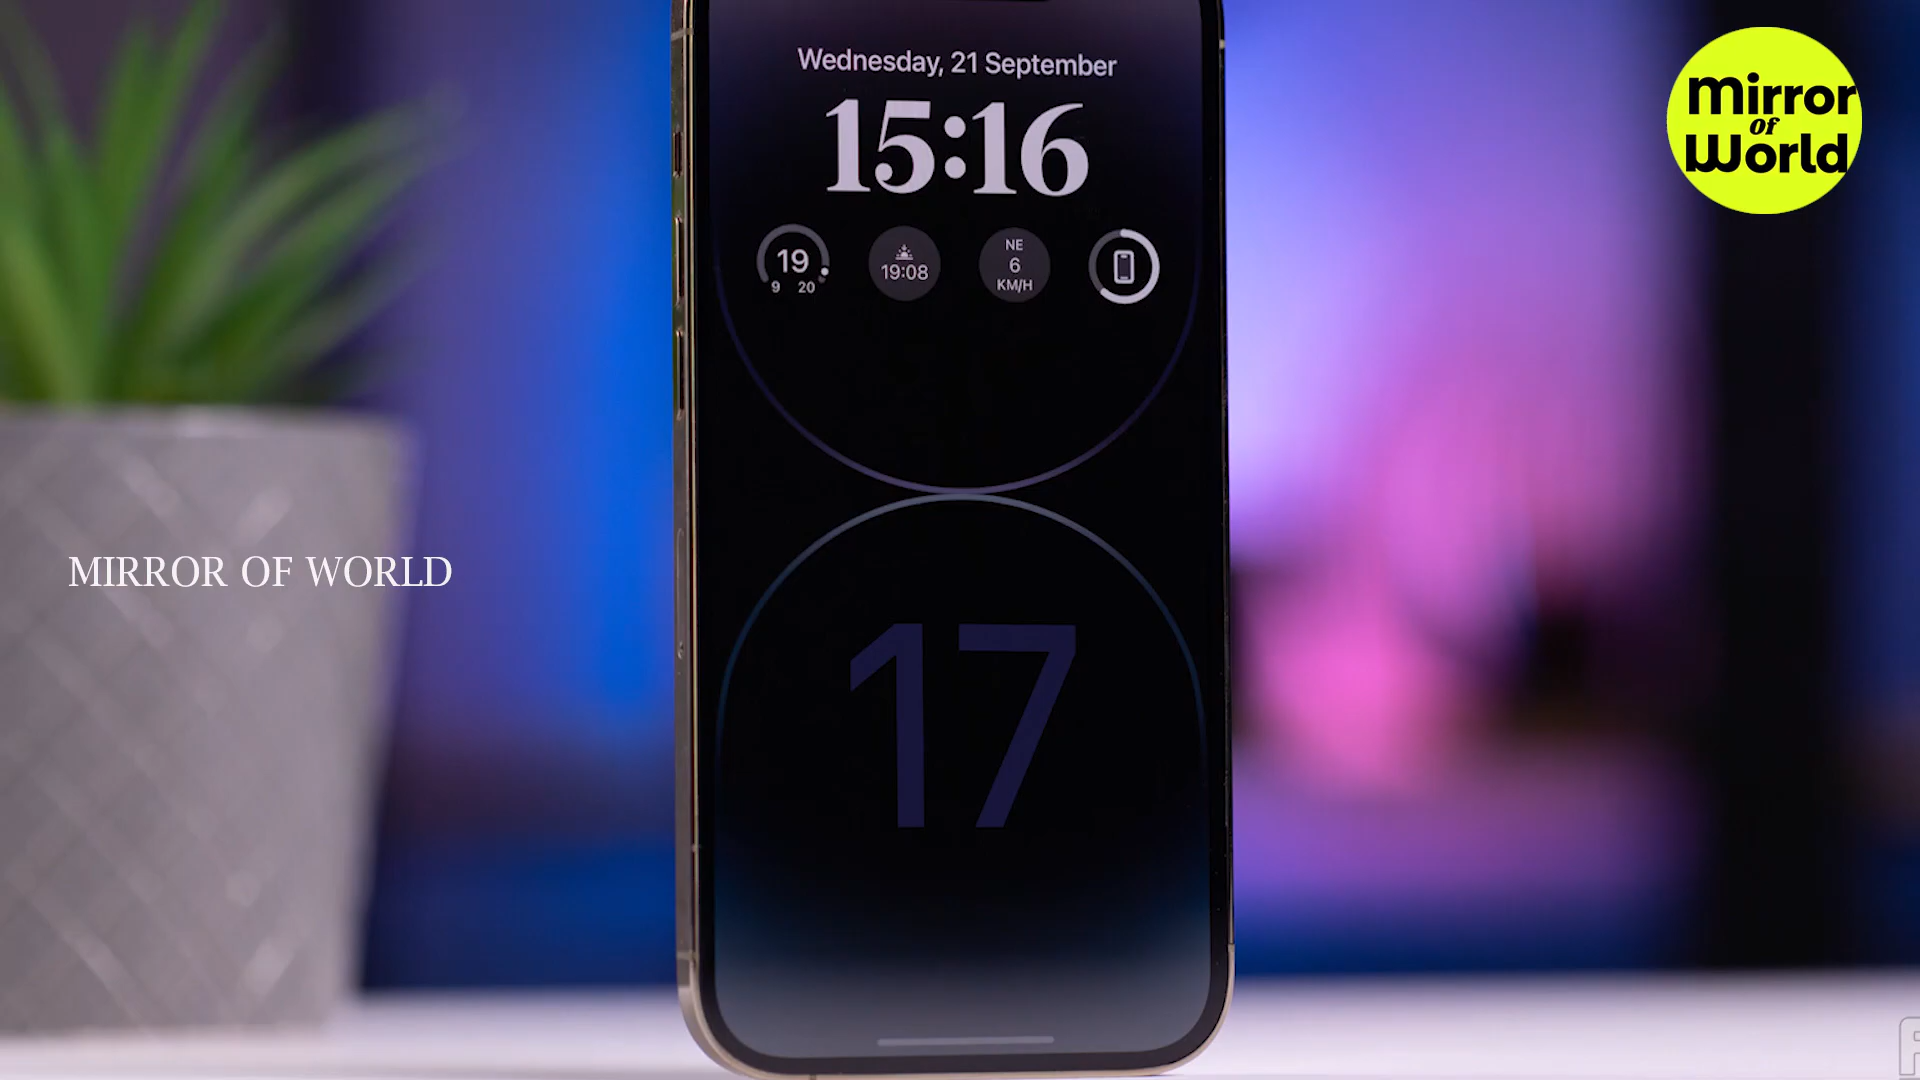 Wednesday, 21 September
15:16
19
9 20
19:08
NE
6
KM/H
17
mirror
Of
World
MIRROR OF WORLD